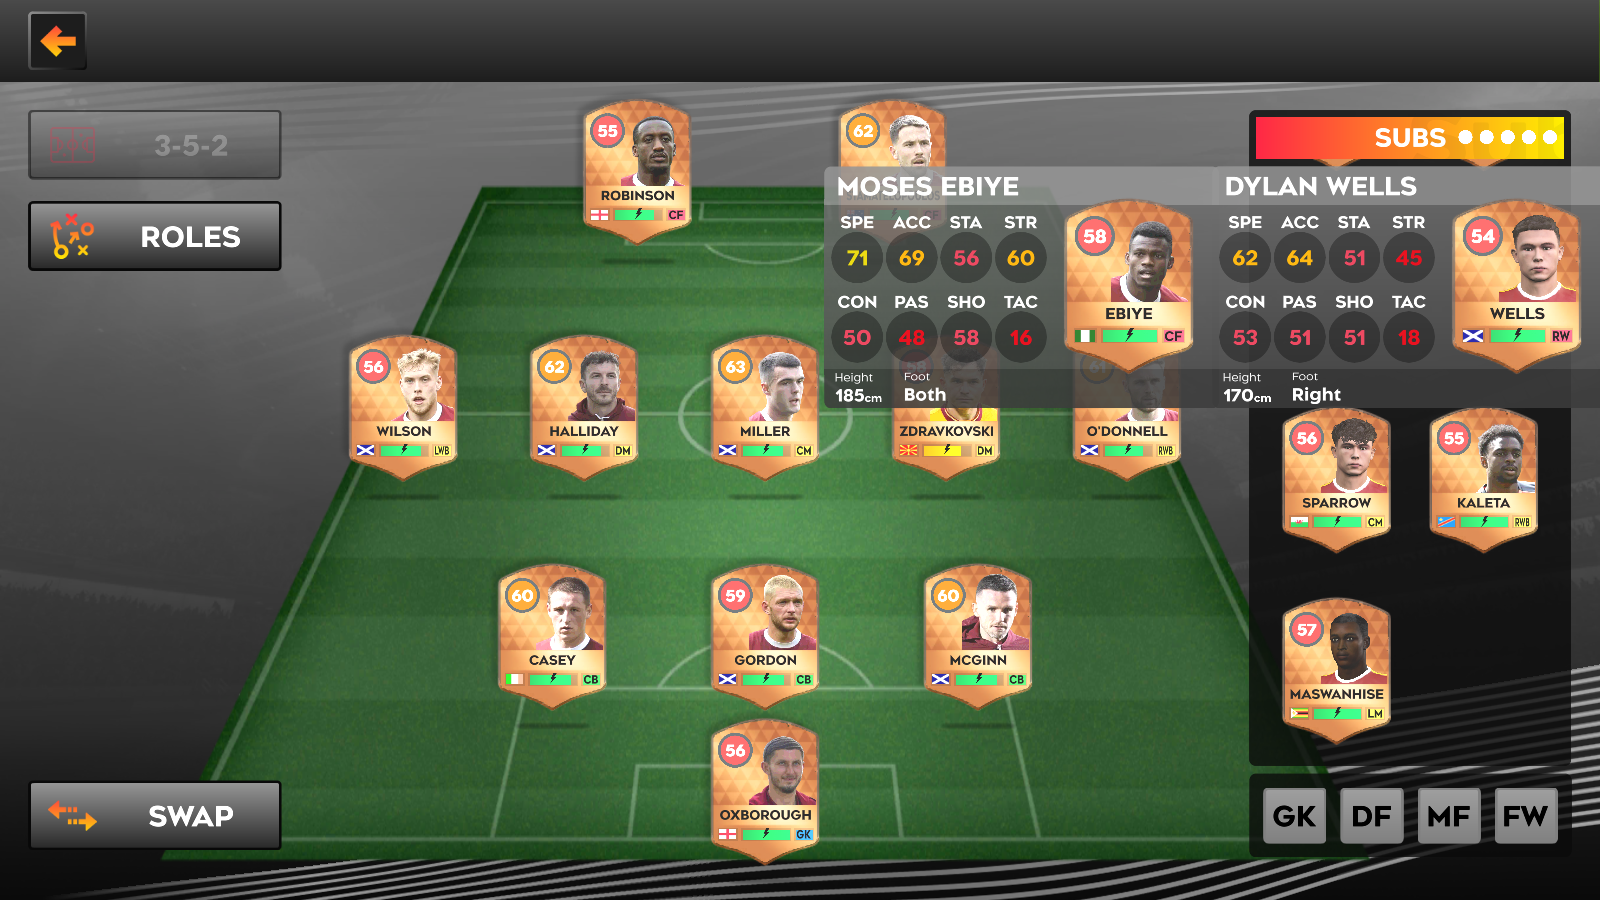 3-5-2
ROLES
SWAP
55
ROBINSON
CF
62
SUBS
MOSES EBIYE
SPE ACC STA STR
71 69 56 60
CON PAS SHO TAC
50 48 58 16
Height Foot
185cm Both
58
EBIYE
CF
DYLAN WELLS
SPE ACC STA STR
62 64 51 45
CON PAS SHO TAC
53 51 51 18
Height Foot
170cm Right
54
WELLS
RW
56
WILSON
LWB
62
HALLIDAY
DM
63
MILLER
CM
ZDRAVKOVSKI
DM
61
O'DONNELL
RWB
56
SPARROW
CM
55
KALETA
RWB
60
CASEY
CB
59
GORDON
CB
60
MCGINN
CB
57
MASWANHISE
LM
56
OXBOROUGH
GK
GK DF MF FW